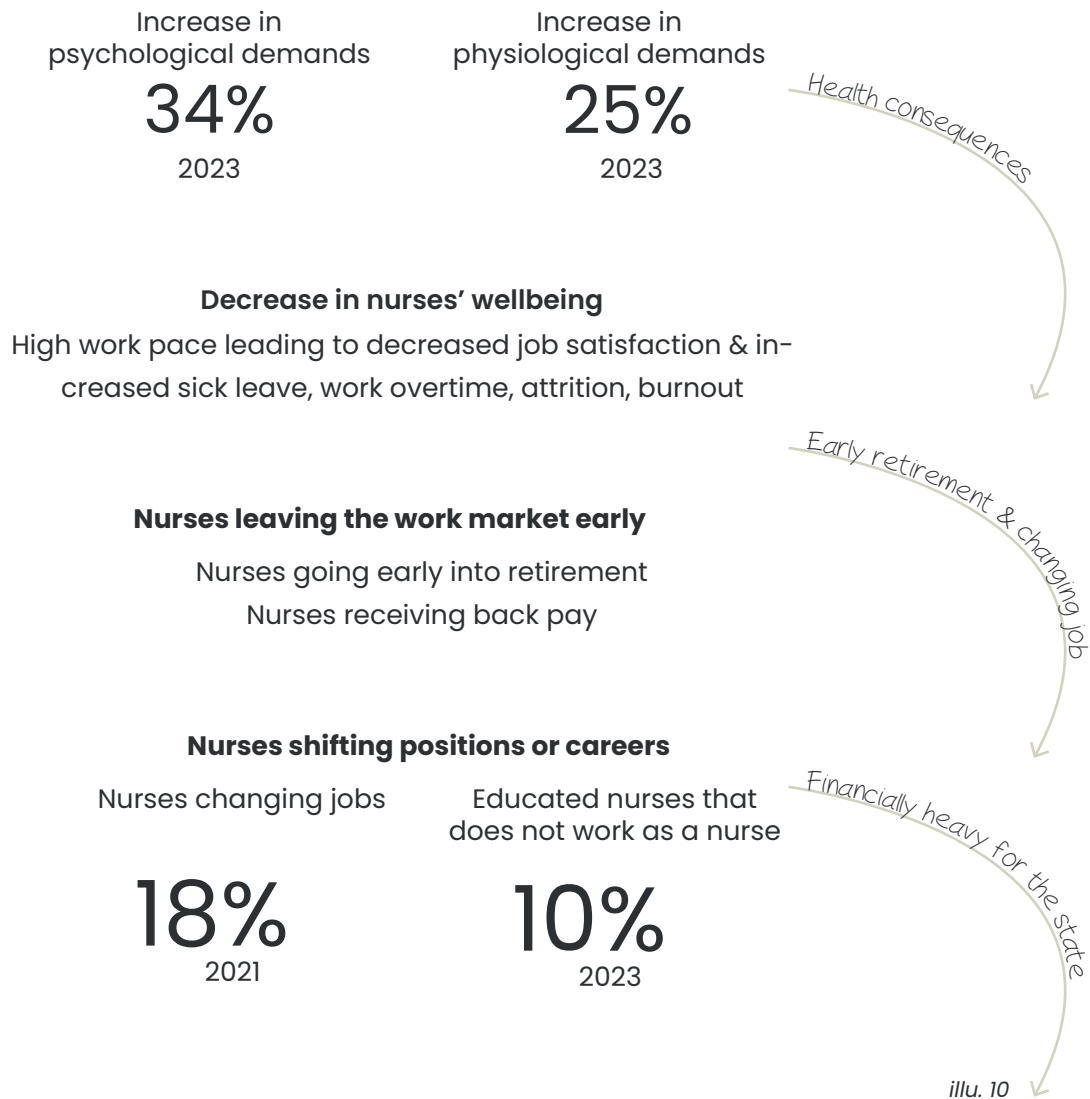 Increase in
psychological demands
34%
2023
Increase in
physiological demands
25%
2023
Health consequences
Decrease in nurses’ wellbeing
High work pace leading to decreased job satisfaction & in-
creased sick leave, work overtime, attrition, burnout
Early retirement & changing job
Nurses leaving the work market early
Nurses going early into retirement
Nurses receiving back pay
Nurses shifting positions or careers
Nurses changing jobs
18%
2021
Educated nurses that
does not work as a nurse
10%
2023
Financially heavy for the state
illu. 10